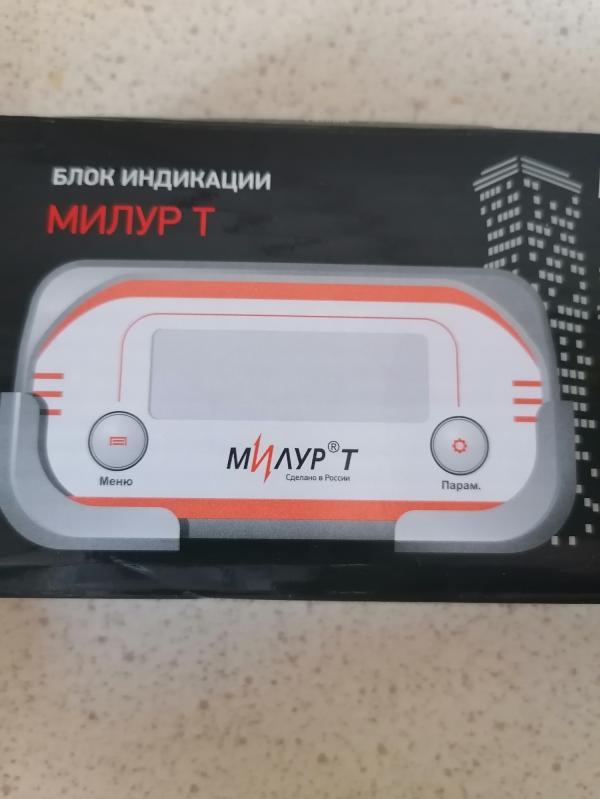 БЛОК ИНДИКАЦИИ
МИЛУР Т
МИЛУР® Т
Сделано в России
Меню
Парам.